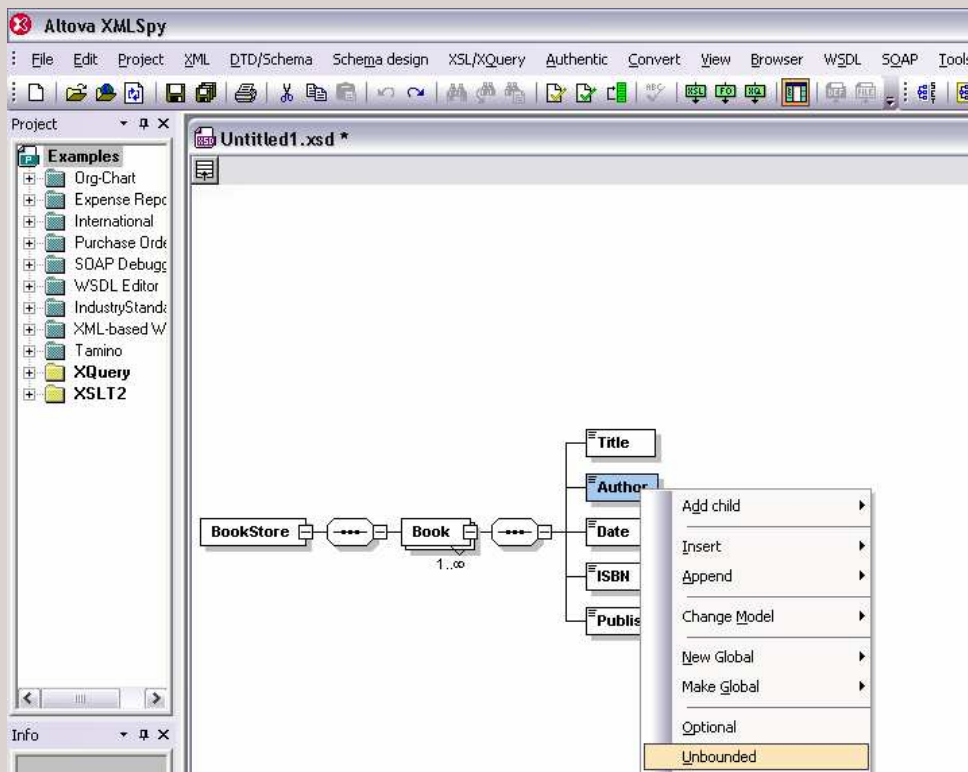 Altova XMLSpy
File Edit Project XML DTD/Schema Schema design XSL/XQuery Authentic Convert View Browser WSDL SOAP Tools
Project
Untitled1.xsd *
Examples
Org-Chart
Expense Repo
International
Purchase Orde
SOAP Debugg
WSDL Editor
IndustryStanda
XML-based W
Tamino
XQuery
XSLT2
Title
Author
BookStore
Book
1..∞
Date
ISBN
Publis
Add child
Insert
Append
Change Model
New Global
Make Global
Optional
Unbounded
Info